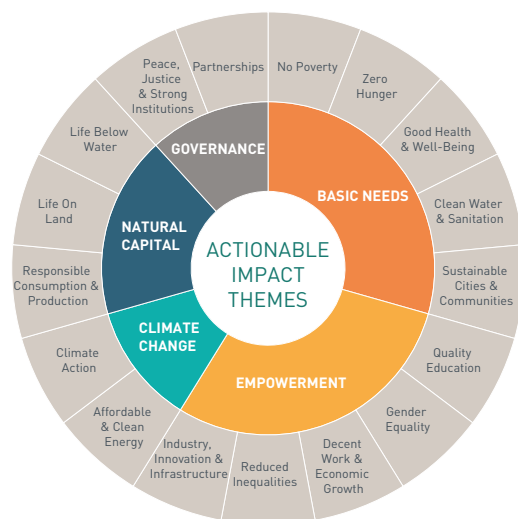 ACTIONABLE
IMPACT
THEMES
BASIC NEEDS
EMPOWERMENT
CLIMATE
CHANGE
NATURAL
CAPITAL
GOVERNANCE
No Poverty
Zero
Hunger
Good Health
& Well-Being
Clean Water
& Sanitation
Sustainable
Cities &
Communities
Quality
Education
Gender
Equality
Decent
Work &
Economic
Growth
Reduced
Inequalities
Industry,
Innovation &
Infrastructure
Affordable
& Clean
Energy
Climate
Action
Responsible
Consumption &
Production
Life On
Land
Life Below
Water
Peace,
Justice
& Strong
Institutions
Partnerships